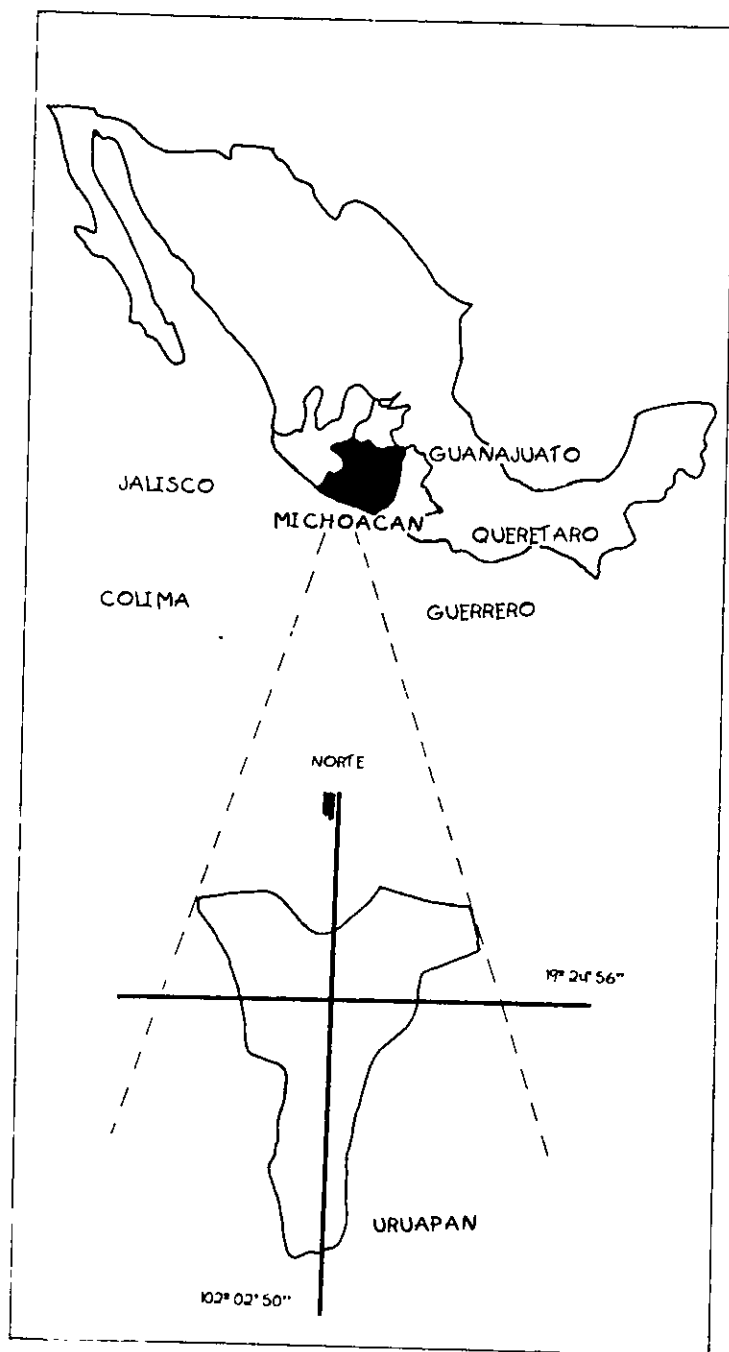 GUANAJUATO
JALISCO
MICHOACAN
QUERETARO
COLIMA
GUERRERO
NORTE
19° 24' 56"
URUAPAN
102° 02' 50"